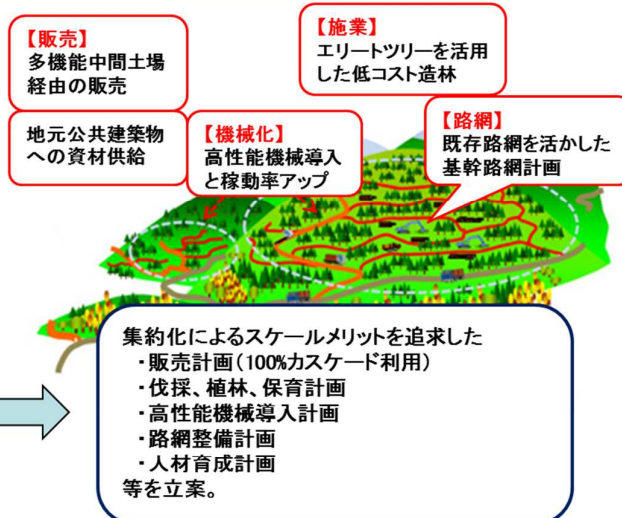 【販売】
多機能中間土場
経由の販売
地元公共建築物
への資材供給
【機械化】
高性能機械導入
と稼動率アップ
【施業】
エリートツリーを活用
した低コスト造林
【路網】
既存路網を活かした
基幹路網計画
集約化によるスケールメリットを追求した
・販売計画(100%カスケード利用)
・伐採、植林、保育計画
・高性能機械導入計画
・路網整備計画
・人材育成計画
等を立案。